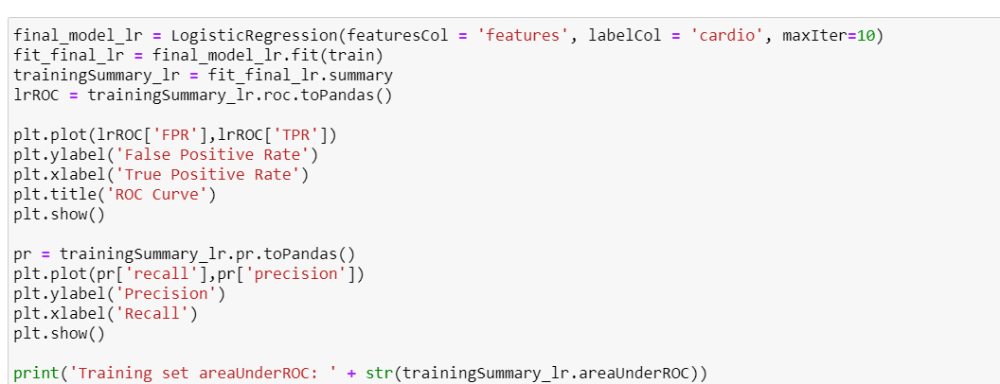 final_model_lr = LogisticRegression(featuresCol = 'features', labelCol = 'cardio', maxIter=10)
fit_final_lr = final_model_lr.fit(train)
trainingSummary_lr = fit_final_lr.summary
lrROC = trainingSummary_lr.roc.toPandas()

plt.plot(lrROC['FPR'],lrROC['TPR'])
plt.ylabel('False Positive Rate')
plt.xlabel('True Positive Rate')
plt.title('ROC Curve')
plt.show()

pr = trainingSummary_lr.pr.toPandas()
plt.plot(pr['recall'],pr['precision'])
plt.ylabel('Precision')
plt.xlabel('Recall')
plt.show()

print('Training set areaUnderROC: ' + str(trainingSummary_lr.areaUnderROC))